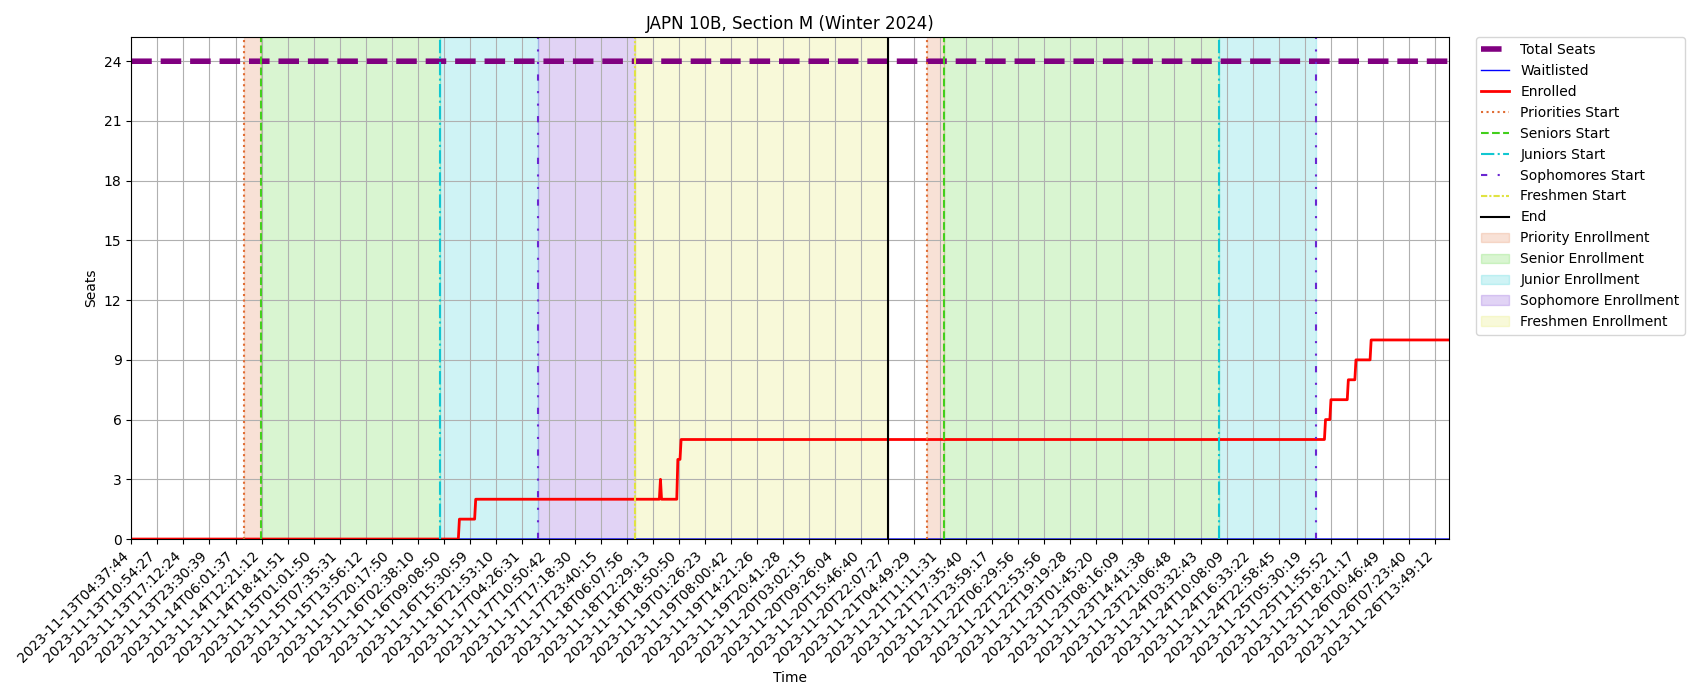 JAPN 10B, Section M (Winter 2024)
Seats
24
21
18
15
12
9
6
3
0
2023-11-13T04:37:44
2023-11-13T10:54:27
2023-11-13T17:12:24
2023-11-13T23:30:39
2023-11-14T06:01:37
2023-11-14T12:21:12
2023-11-14T18:41:51
2023-11-15T01:01:50
2023-11-15T07:35:31
2023-11-15T13:56:12
2023-11-15T20:17:50
2023-11-16T02:38:10
2023-11-16T09:08:50
2023-11-16T15:30:59
2023-11-16T21:53:10
2023-11-17T04:26:31
2023-11-17T10:50:42
2023-11-17T17:18:30
2023-11-17T23:40:15
2023-11-18T06:07:56
2023-11-18T12:29:13
2023-11-18T18:50:50
2023-11-19T01:26:23
2023-11-19T08:00:42
2023-11-19T14:21:26
2023-11-19T20:41:28
2023-11-20T03:02:15
2023-11-20T09:26:04
2023-11-20T15:46:40
2023-11-20T22:07:27
2023-11-21T04:49:29
2023-11-21T11:11:31
2023-11-21T17:35:40
2023-11-21T23:59:17
2023-11-22T06:29:56
2023-11-22T12:53:56
2023-11-22T19:19:28
2023-11-23T01:45:20
2023-11-23T08:16:09
2023-11-23T14:41:38
2023-11-23T21:06:48
2023-11-24T03:32:43
2023-11-24T10:08:09
2023-11-24T16:33:22
2023-11-24T22:58:45
2023-11-25T05:30:19
2023-11-25T11:55:52
2023-11-25T18:21:17
2023-11-26T00:46:49
2023-11-26T07:23:40
2023-11-26T13:49:12
Time
Total Seats
Waitlisted
Enrolled
Priorities Start
Seniors Start
Juniors Start
Sophomores Start
Freshmen Start
End
Priority Enrollment
Senior Enrollment
Junior Enrollment
Sophomore Enrollment
Freshmen Enrollment